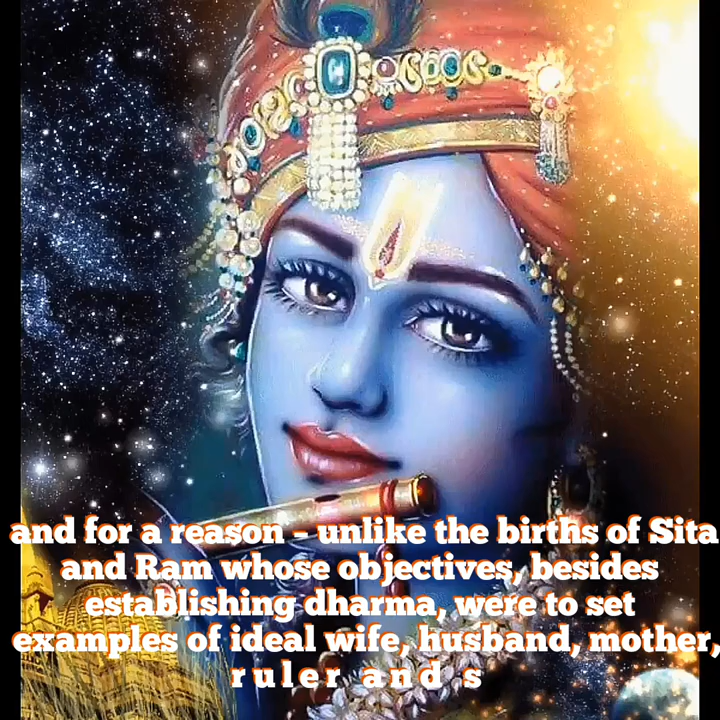 and for a reason - unlike the births of Sita
and Ram whose objectives, besides
establishing dharma, were to set
examples of ideal wife, husband, mother,
ruler and s